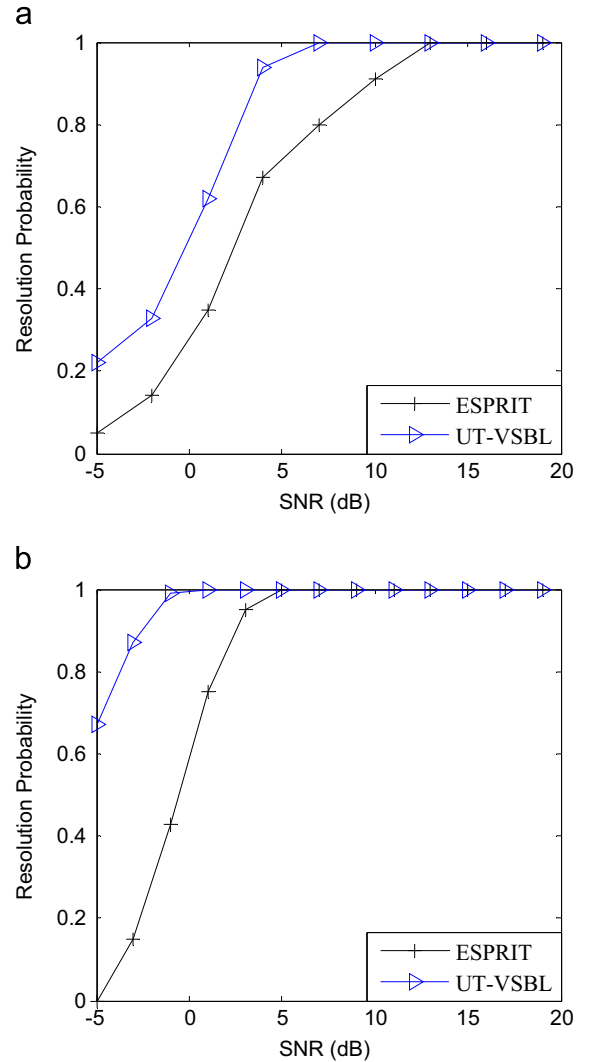 a
1
0.8
0.6
0.4
0.2
0
Resolution Probability
-5 0 5 10 15 20
SNR (dB)
ESPRIT
UT-VSBL
b
1
0.8
0.6
0.4
0.2
0
Resolution Probability
-5 0 5 10 15 20
SNR (dB)
ESPRIT
UT-VSBL